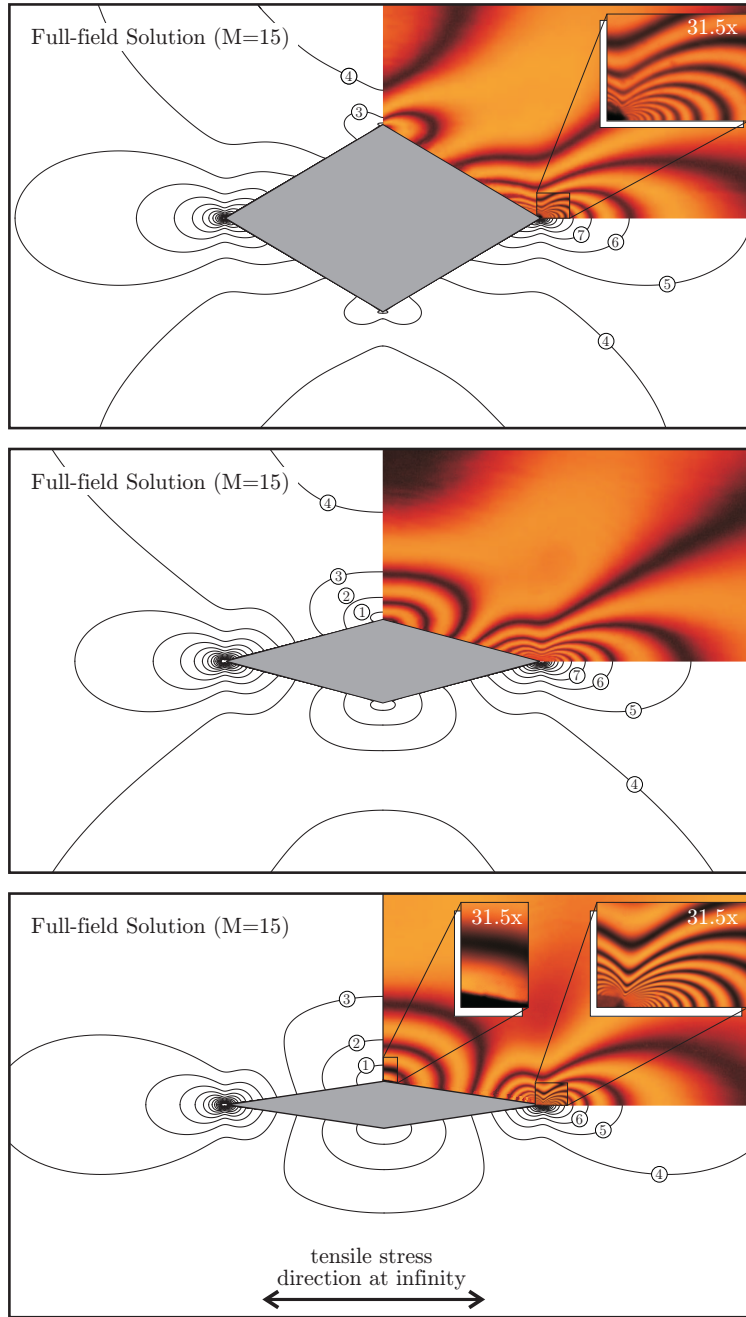 Full-field Solution (M=15)
31.5x
4
3
7
6
5
4
Full-field Solution (M=15)
4
3
2
1
7
6
5
4
Full-field Solution (M=15)
31.5x
31.5x
3
2
1
6
5
4
tensile stress
direction at infinity